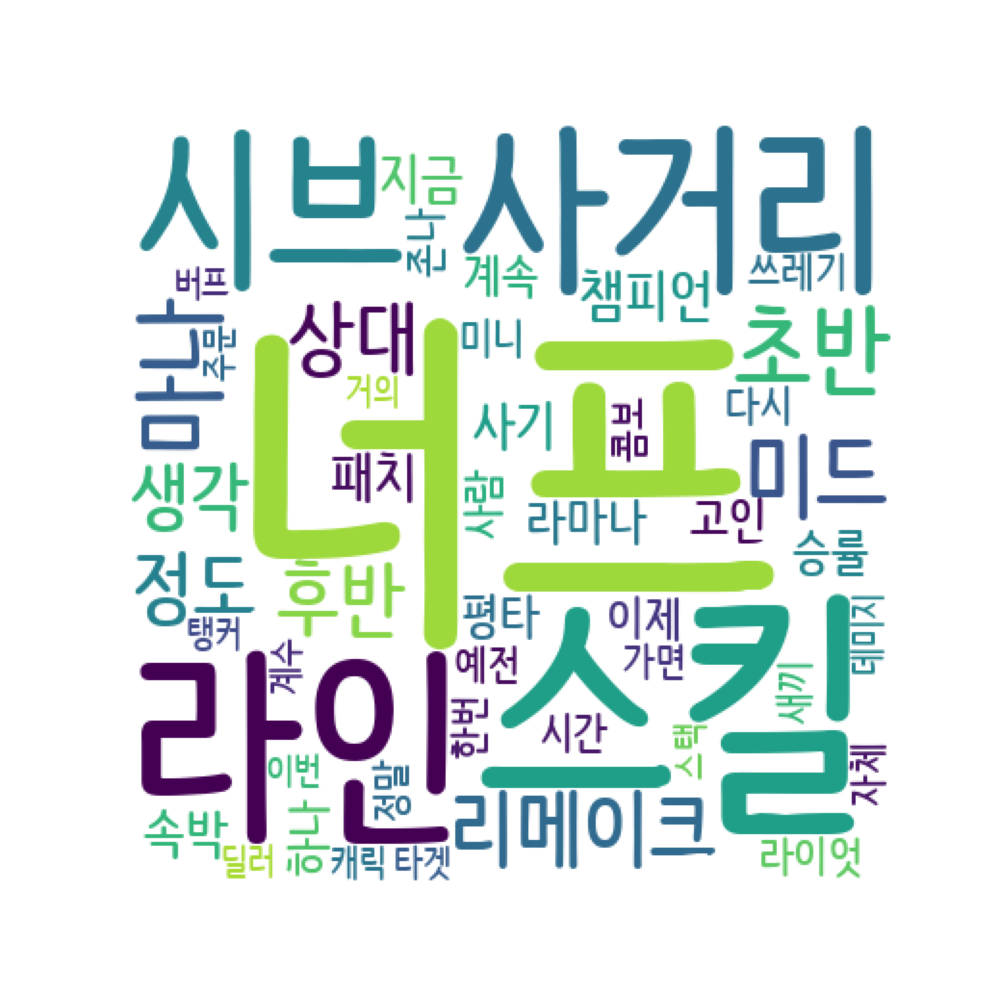 시브
지금
사거리
존나
버프
계속
챔피언
쓰레기
마나
주문
상대
미니
초반
너프
거의
사기
콤보
다시
생각
패치
사람
라마나
고인
미드
정도
후반
승률
탱커
평타
이제
데미지
라인
계수
예전
가면
스킬
한번
시간
새끼
이번
정말
스택
자체
속박
하나
리메이크
딜러
캐릭
타겟
라이엇